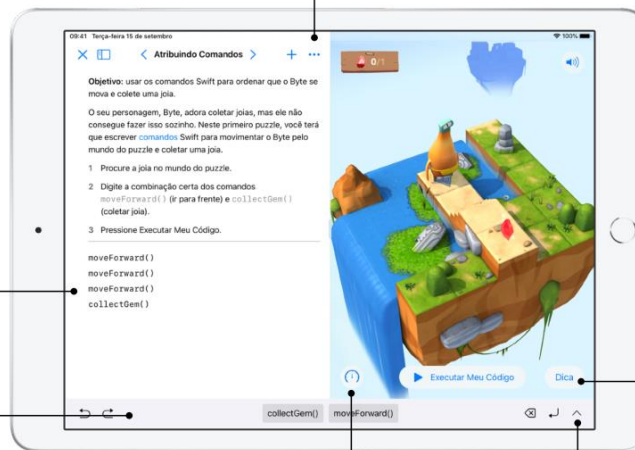 09:41 Terça-feira 15 de setembro
100%
Atribuindo Comandos
Objetivo: usar os comandos Swift para ordenar que o Byte se
mova e colete uma joia.
O seu personagem, Byte, adora coletar joias, mas ele não
consegue fazer isso sozinho. Neste primeiro puzzle, você terá
que escrever comandos Swift para movimentar o Byte pelo
mundo do puzzle e coletar uma joia.
1 Procure a joia no mundo do puzzle.
2 Digite a combinação certa dos comandos
moveForward() (ir para frente) e collectGem()
(coletar joia).
3 Pressione Executar Meu Código.
moveForward()
moveForward()
moveForward()
collectGem()
0/1
Executar Meu Código
Dica
collectGem()
moveForward()